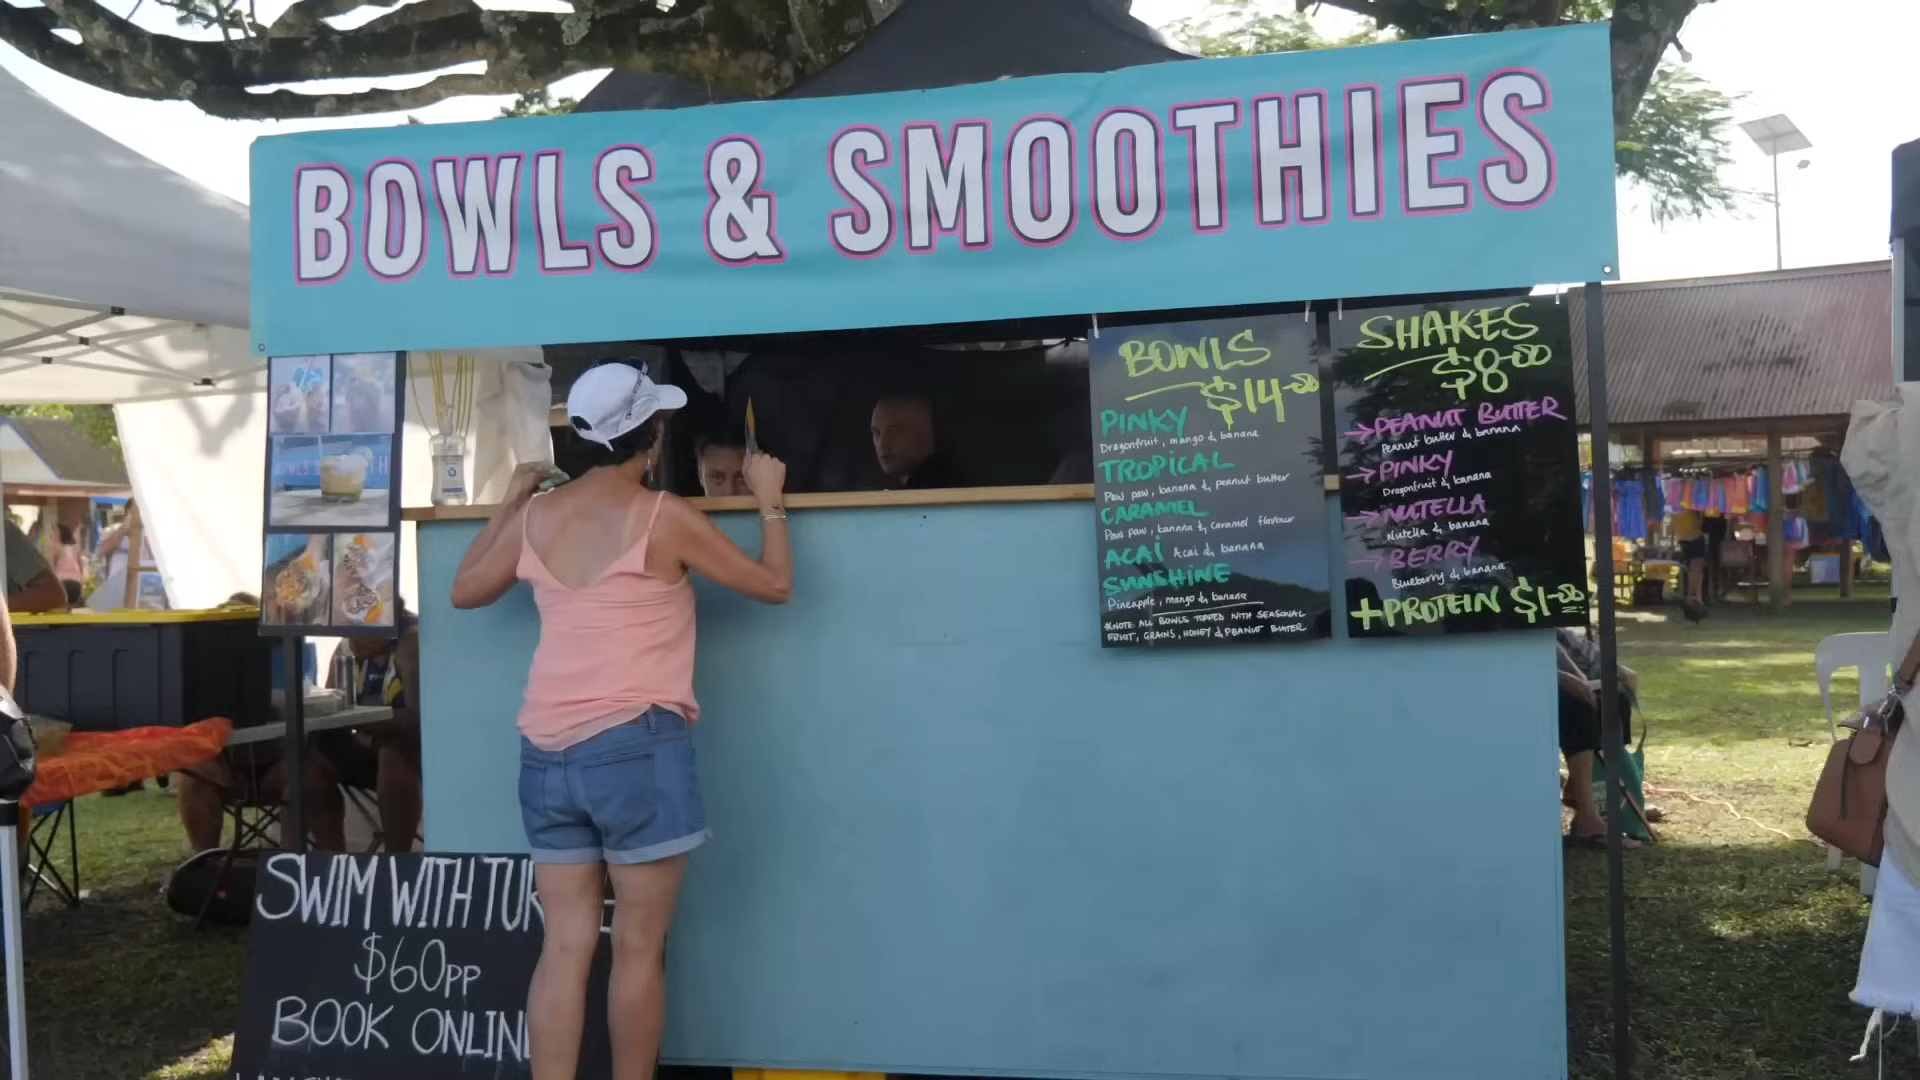 BOWLS & SMOOTHIES
BOWLS
$14.00
PINKY
Dragonfruit, mango & banana
TROPICAL
Paw paw, banana & peanut butter
CARAMEL
Paw paw, banana & caramel flavour
ACAI Acai & banana
SUNSHINE
Pineapple, mango & banana
*NOTE: ALL BOWLS TOPPED WITH SEASONAL
FRUIT, GRAINS, HONEY & PEANUT BUTTER
SHAKES
$8.00
→PEANUT BUTTER
Peanut butter & banana
→PINKY
Dragonfruit & banana
→NUTELLA
Nutella & banana
→BERRY
Blueberry & banana
+PROTEIN $1.00
SWIM WITH
$60PP
BOOK